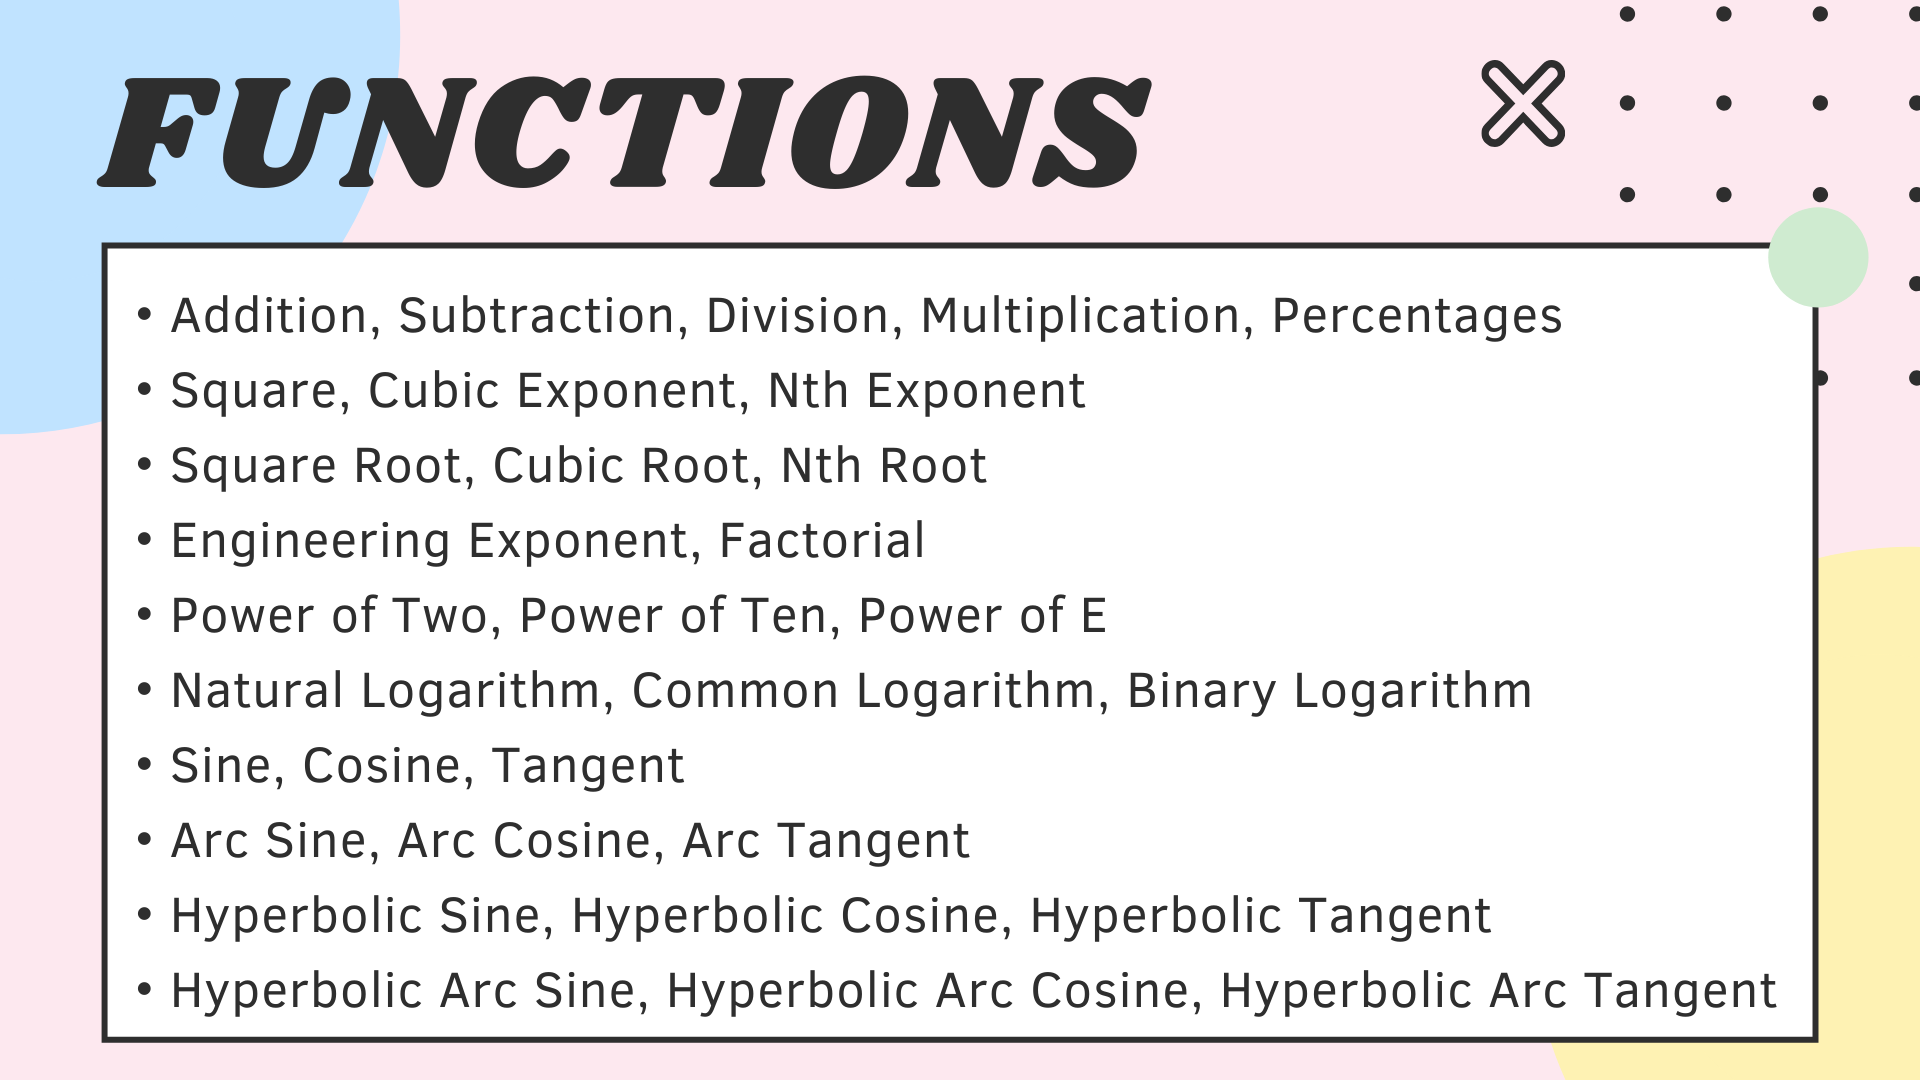 FUNCTIONS
• Addition, Subtraction, Division, Multiplication, Percentages
• Square, Cubic Exponent, Nth Exponent
• Square Root, Cubic Root, Nth Root
• Engineering Exponent, Factorial
• Power of Two, Power of Ten, Power of E
• Natural Logarithm, Common Logarithm, Binary Logarithm
• Sine, Cosine, Tangent
• Arc Sine, Arc Cosine, Arc Tangent
• Hyperbolic Sine, Hyperbolic Cosine, Hyperbolic Tangent
• Hyperbolic Arc Sine, Hyperbolic Arc Cosine, Hyperbolic Arc Tangent